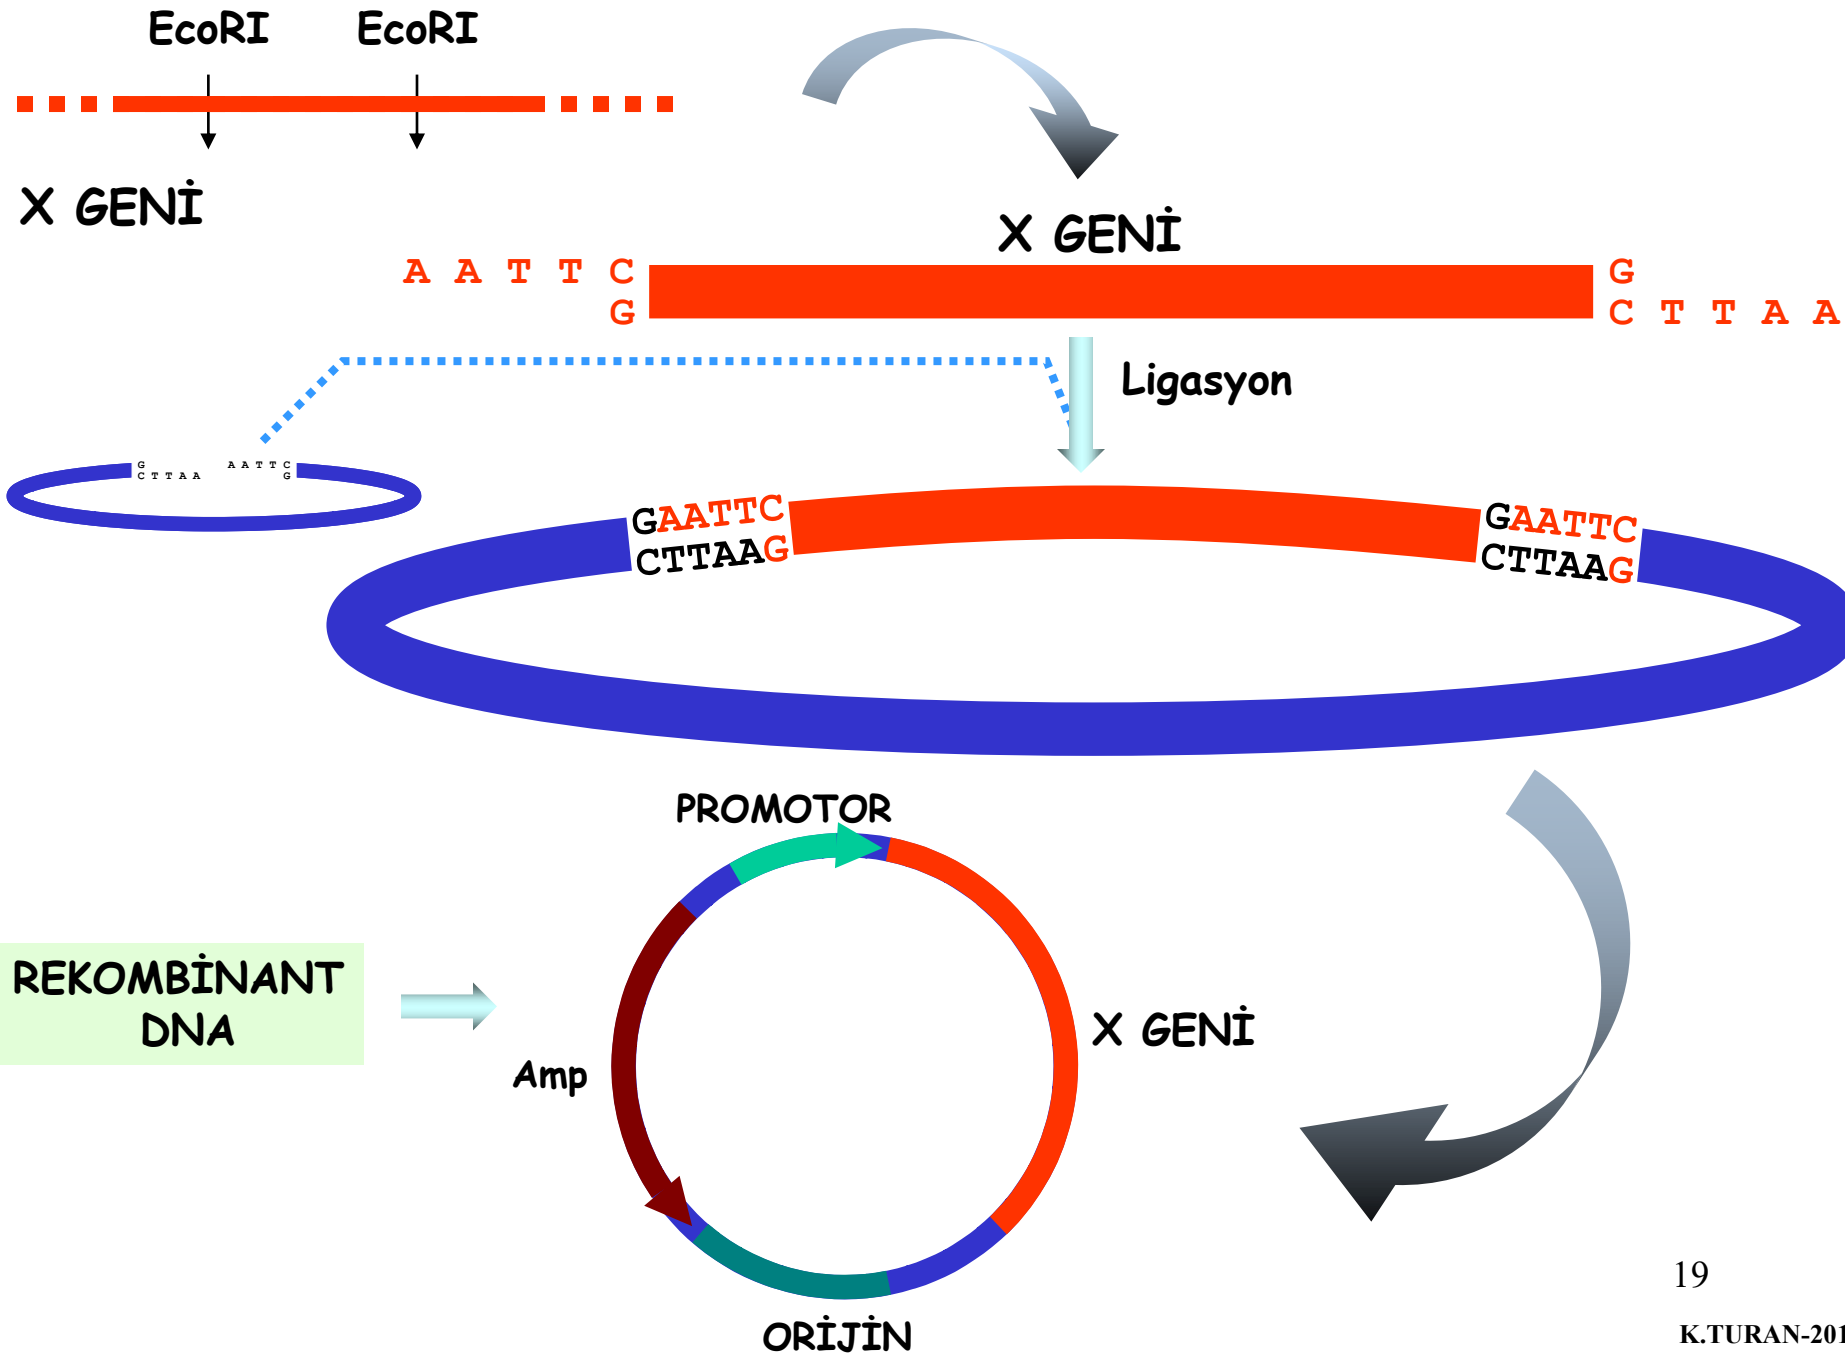 EcoRI EcoRI
X GENİ
X GENİ
A A T T C G
G C T T A A
Ligasyon
G A A T T C
C T T A A G
GAATTC GAATTC
CTTAAG CTTAAG
PROMOTOR
REKOMBİNANT
DNA
X GENİ
Amp
ORİJİN
19
K.TURAN-201